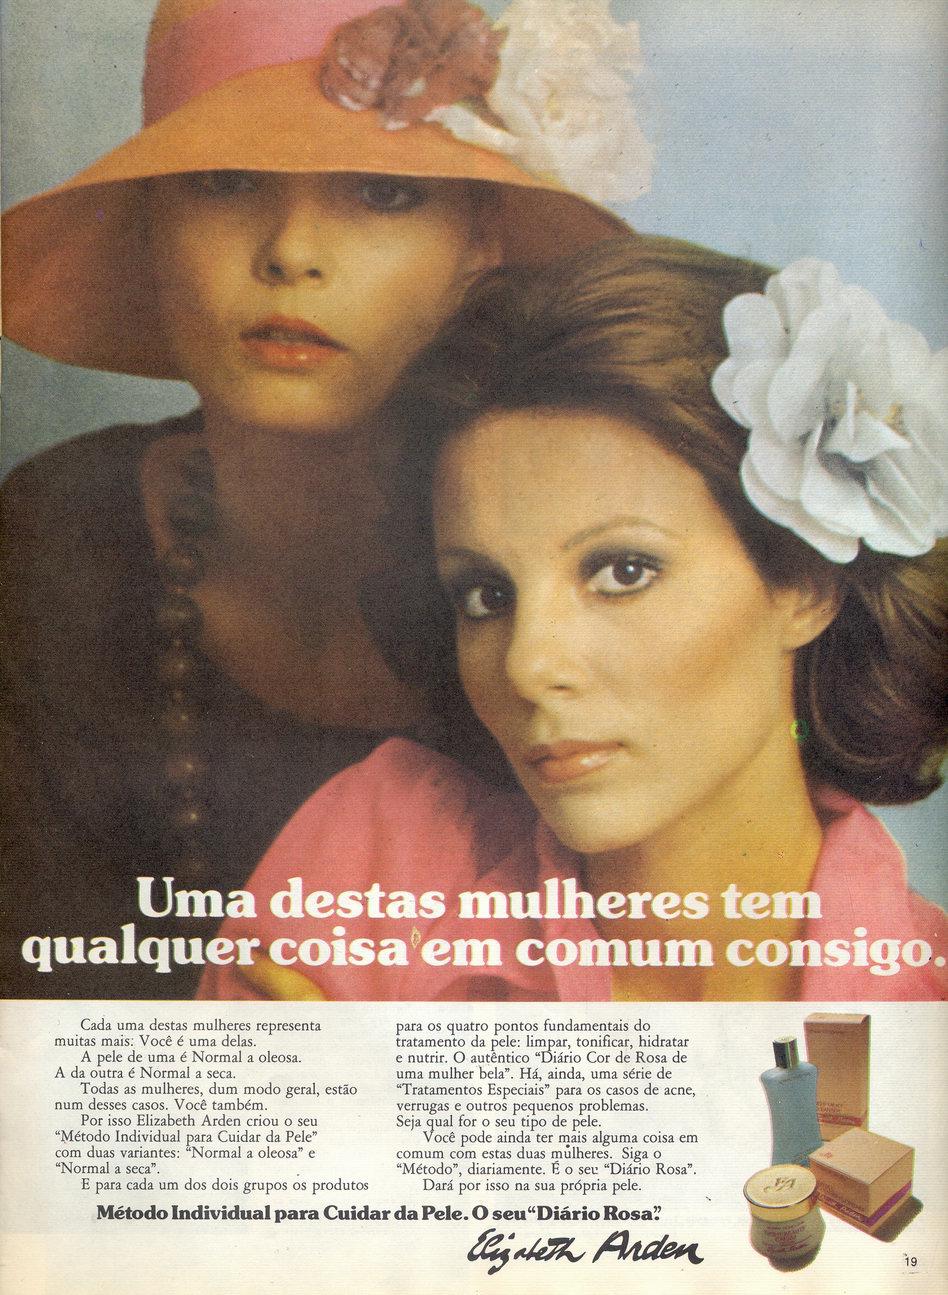 Uma destas mulheres tem
qualquer coisa em comum consigo.
Cada uma destas mulheres representa
muitas mais: Você é uma delas.
A pele de uma é Normal a oleosa.
A da outra é Normal a seca.
Todas as mulheres, dum modo geral, estão
num desses casos. Você também.
Por isso Elizabeth Arden criou o seu
“Método Individual para Cuidar da Pele”
com duas variantes: “Normal a oleosa” e
“Normal a seca”.
E para cada um dos dois grupos os produtos
para os quatro pontos fundamentais do
tratamento da pele: limpar, tonificar, hidratar
e nutrir. O autêntico “Diário Cor de Rosa de
uma mulher bela”. Há, ainda, uma série de
“Tratamentos Especiais” para os casos de acne,
verrugas e outros pequenos problemas.
Seja qual for o seu tipo de pele.
Você pode ainda ter mais alguma coisa em
comum com estas duas mulheres. Siga o
“Método”, diariamente. É o seu “Diário Rosa”.
Dará por isso na sua própria pele.
Método Individual para Cuidar da Pele. O seu “Diário Rosa”.
Elizabeth Arden
19